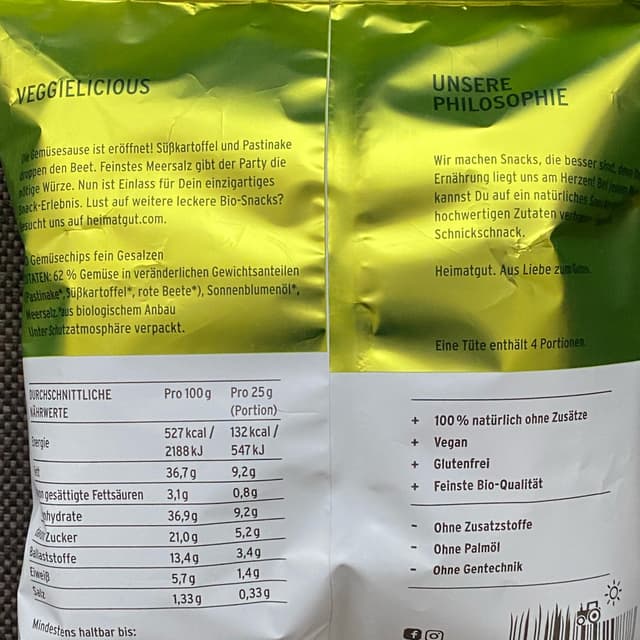 VEGGIELICIOUS
Gemüsesause ist eröffnet! Süßkartoffel und Pastinake
droppen den Beet. Feinstes Meersalz gibt der Party die
nötige Würze. Nun ist Einlass für Dein einzigartiges
Snack-Erlebnis. Lust auf weitere leckere Bio-Snacks?
Besucht uns auf heimatgut.com.
Gemüsechips fein Gesalzen
62 % Gemüse in veränderlichen Gewichtsanteilen
(Pastinake*, Süßkartoffel*, rote Beete*), Sonnenblumenöl*,
Meersalz. *aus biologischem Anbau
Unter Schutzatmosphäre verpackt.
DURCHSCHNITTLICHE NÄHRWERTE Pro 100 g Pro 25 g (Portion)
Energie 527 kcal / 2188 kJ 132 kcal / 547 kJ
36,7 g 9,2 g
gesättigte Fettsäuren 3,1 g 0,8 g
36,9 g 9,2 g
Zucker 21,0 g 5,2 g
Ballaststoffe 13,4 g 3,4 g
Eiweiß 5,7 g 1,4 g
Salz 1,33 g 0,33 g
Mindestens haltbar bis:
UNSERE
PHILOSOPHIE
Wir machen Snacks, die besser sind, denn
Ernährung liegt uns am Herzen! Bei
kannst Du auf ein natürliches
hochwertigen Zutaten
Schnickschnack.
Heimatgut. Aus Liebe zum
Eine Tüte enthält 4 Portionen.
+ 100 % natürlich ohne Zusätze
+ Vegan
+ Glutenfrei
+ Feinste Bio-Qualität
- Ohne Zusatzstoffe
- Ohne Palmöl
- Ohne Gentechnik